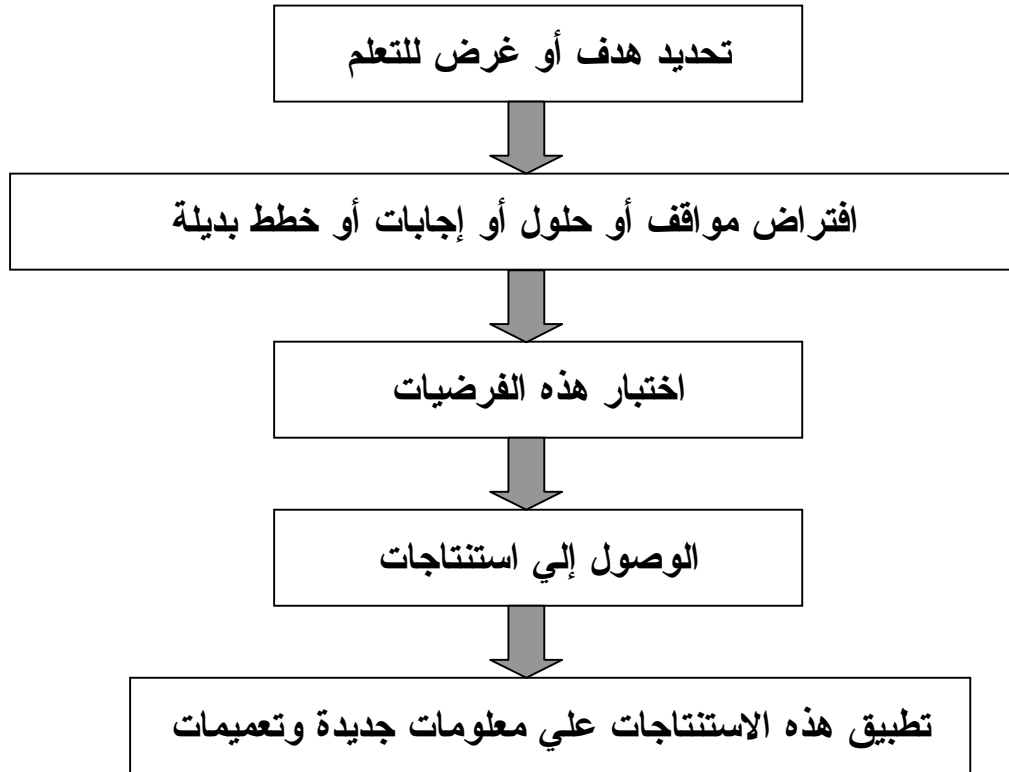 تحديد هدف أو غرض للتعلم
افتراض مواقف أو حلول أو إجابات أو خطط بديلة
اختبار هذه الفرضيات
الوصول إلي استنتاجات
تطبيق هذه الاستنتاجات علي معلومات جديدة وتعميمات